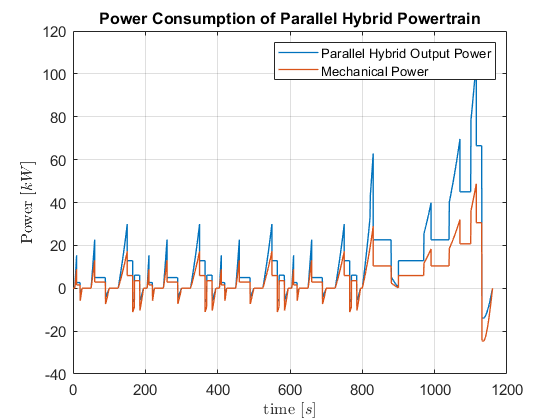 Power Consumption of Parallel Hybrid Powertrain
Parallel Hybrid Output Power
Mechanical Power
Power [kW]
120
100
80
60
40
20
0
-20
-40
0 200 400 600 800 1000 1200
time [s]